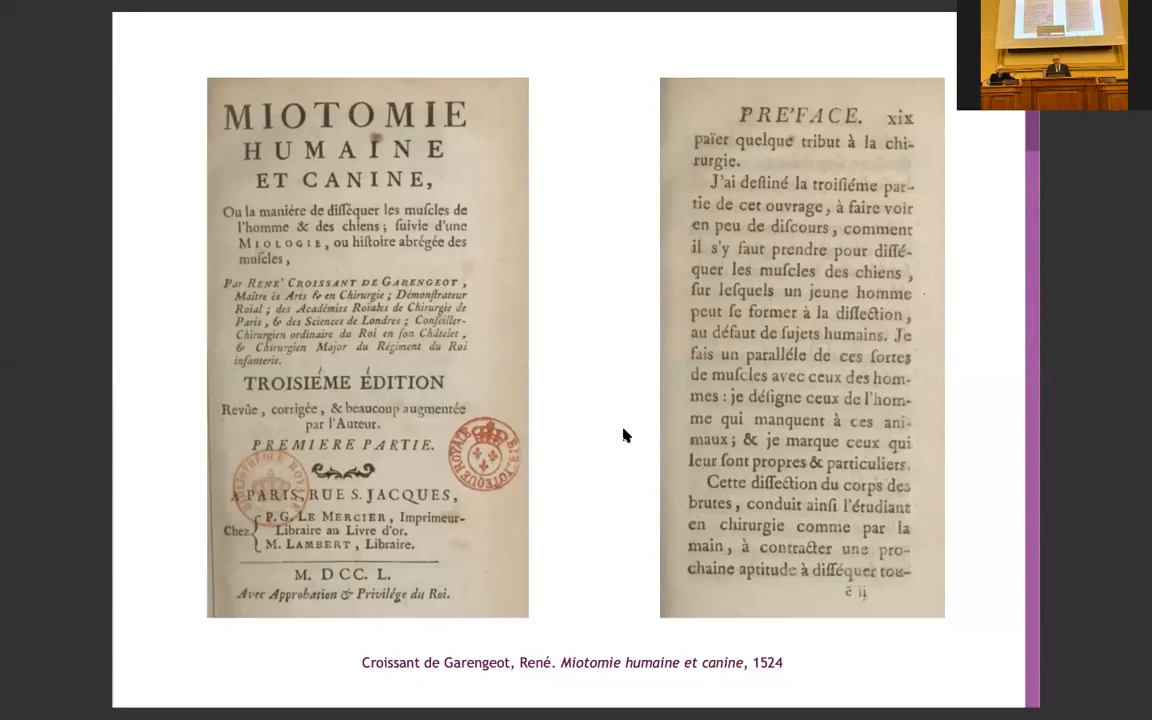 MIOTOMIE
HUMAINE
ET CANINE,
Ou la maniére de diſſéquer les muſcles de
l'homme & des chiens ; ſuivie d'une
MIOLOGIE, ou hiſtoire abrégée des
muſcles,
Par RENE' CROISSANT DE GARENGEOT,
Maître ès Arts & en Chirurgie ; Démonſtrateur
Roïal ; des Académies Roïales de Chirurgie de
Paris, & des Sciences de Londres ; Conſeiller-
Chirurgien ordinaire du Roi en ſon Châtelet,
& Chirurgien Major du Régiment du Roi
infanterie.
TROISIÉME ÉDITION
Revûe, corrigée, & beaucoup augmentée
par l'Auteur.
PREMIERE PARTIE.
A PARIS, RUE S. JACQUES,
Chez
P. G. LE MERCIER, Imprimeur-
Libraire au Livre d'or.
M. LAMBERT, Libraire.
M. DCC. L.
Avec Approbation & Privilége du Roi.
BIBLIOTHÈQUE ROYALE
PRE'FACE. xix
païer quelque tribut à la chi-
rurgie.
J'ai deſtiné la troiſiéme par-
tie de cet ouvrage, à faire voir
en peu de diſcours, comment
il s'y faut prendre pour diſſé-
quer les muſcles des chiens,
ſur leſquels un jeune homme
peut ſe former à la diſſection,
au défaut de ſujets humains. Je
fais un paralléle de ces ſortes
de muſcles avec ceux des hom-
mes : je déſigne ceux de l'hom-
me qui manquent à ces ani-
maux ; & je marque ceux qui
leur ſont propres & particuliers.
Cette diſſection du corps des
brutes, conduit ainſi l'étudiant
en chirurgie comme par la
main, à contracter une pro-
chaine aptitude à diſſéquer tou-
ē ij
Croissant de Garengeot, René. Miotomie humaine et canine, 1524